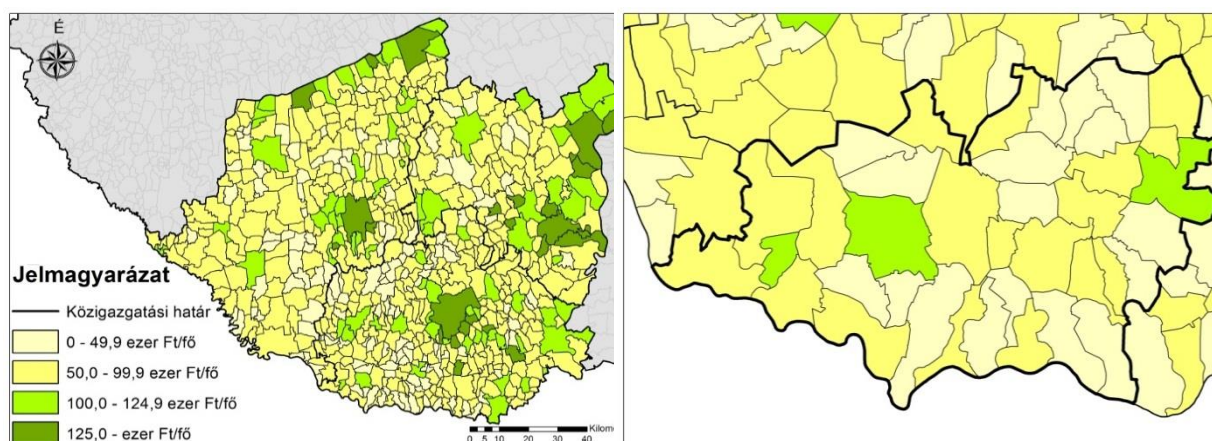 É
Jelmagyarázat
Közigazgatási határ
0 - 49,9 ezer Ft/fő
50,0 - 99,9 ezer Ft/fő
100,0 - 124,9 ezer Ft/fő
125,0 - ezer Ft/fő
0 5 10 20 30 40